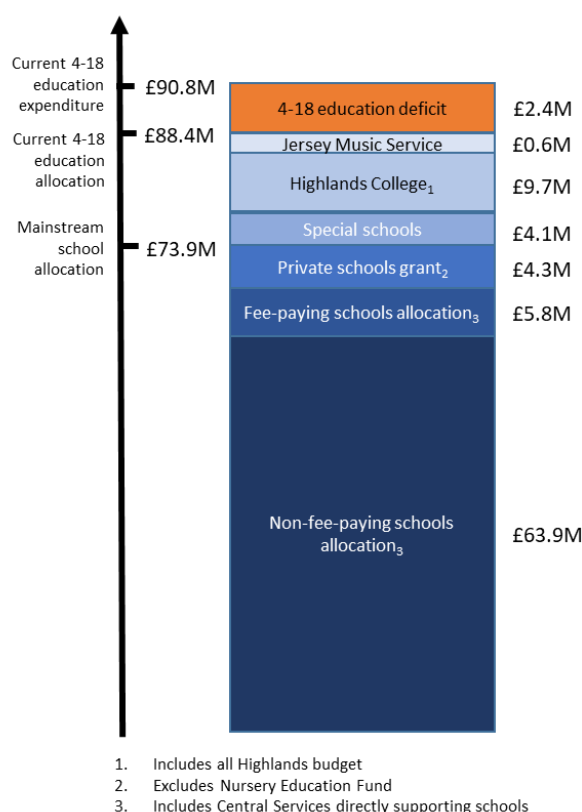 Current 4-18
education
expenditure
£90.8M
4-18 education deficit
£2.4M
Current 4-18
education
allocation
£88.4M
Jersey Music Service
£0.6M
Highlands College1
£9.7M
Mainstream
school
allocation
£73.9M
Special schools
£4.1M
Private schools grant2
£4.3M
Fee-paying schools allocation3
£5.8M
Non-fee-paying schools
allocation3
£63.9M
1. Includes all Highlands budget
2. Excludes Nursery Education Fund
3. Includes Central Services directly supporting schools